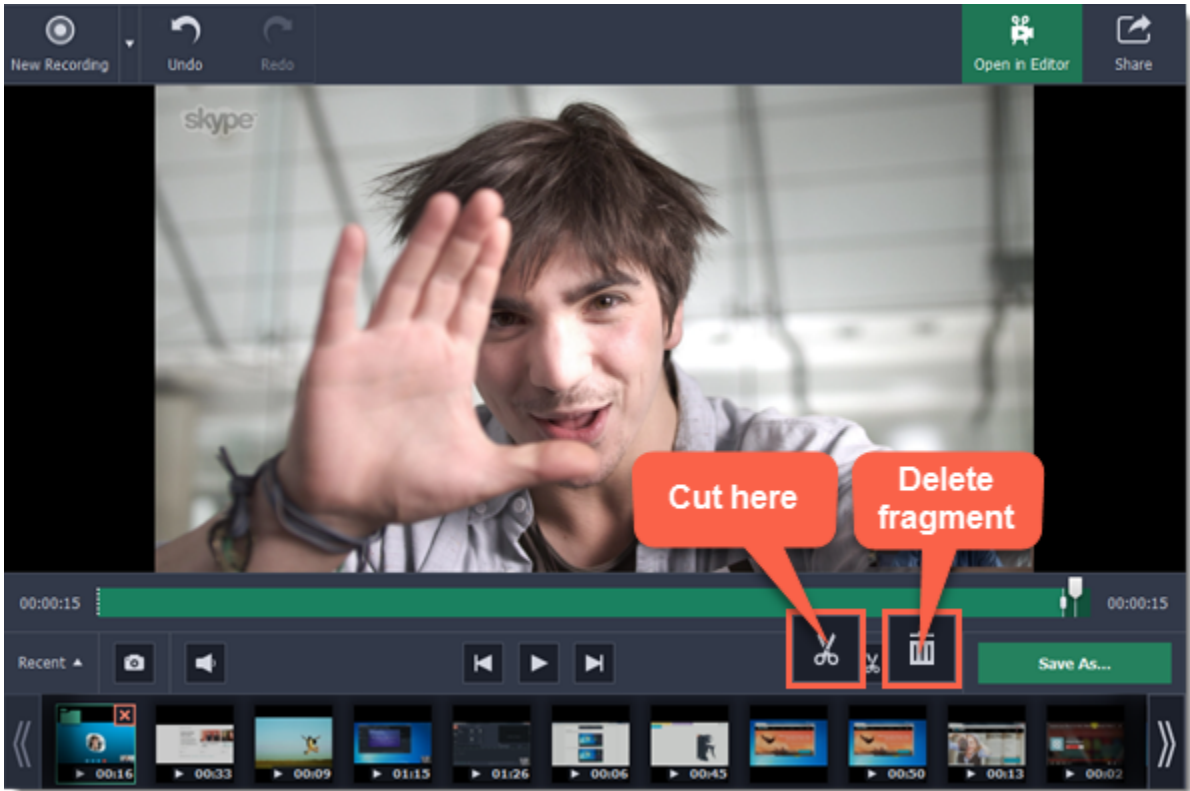 New Recording
Undo
Redo
Open in Editor
Share
skype
Cut here
Delete
fragment
00:00:15
00:00:15
Recent
Save As...
00:16
00:33
00:09
01:15
01:26
00:06
00:45
00:50
00:13
00:02